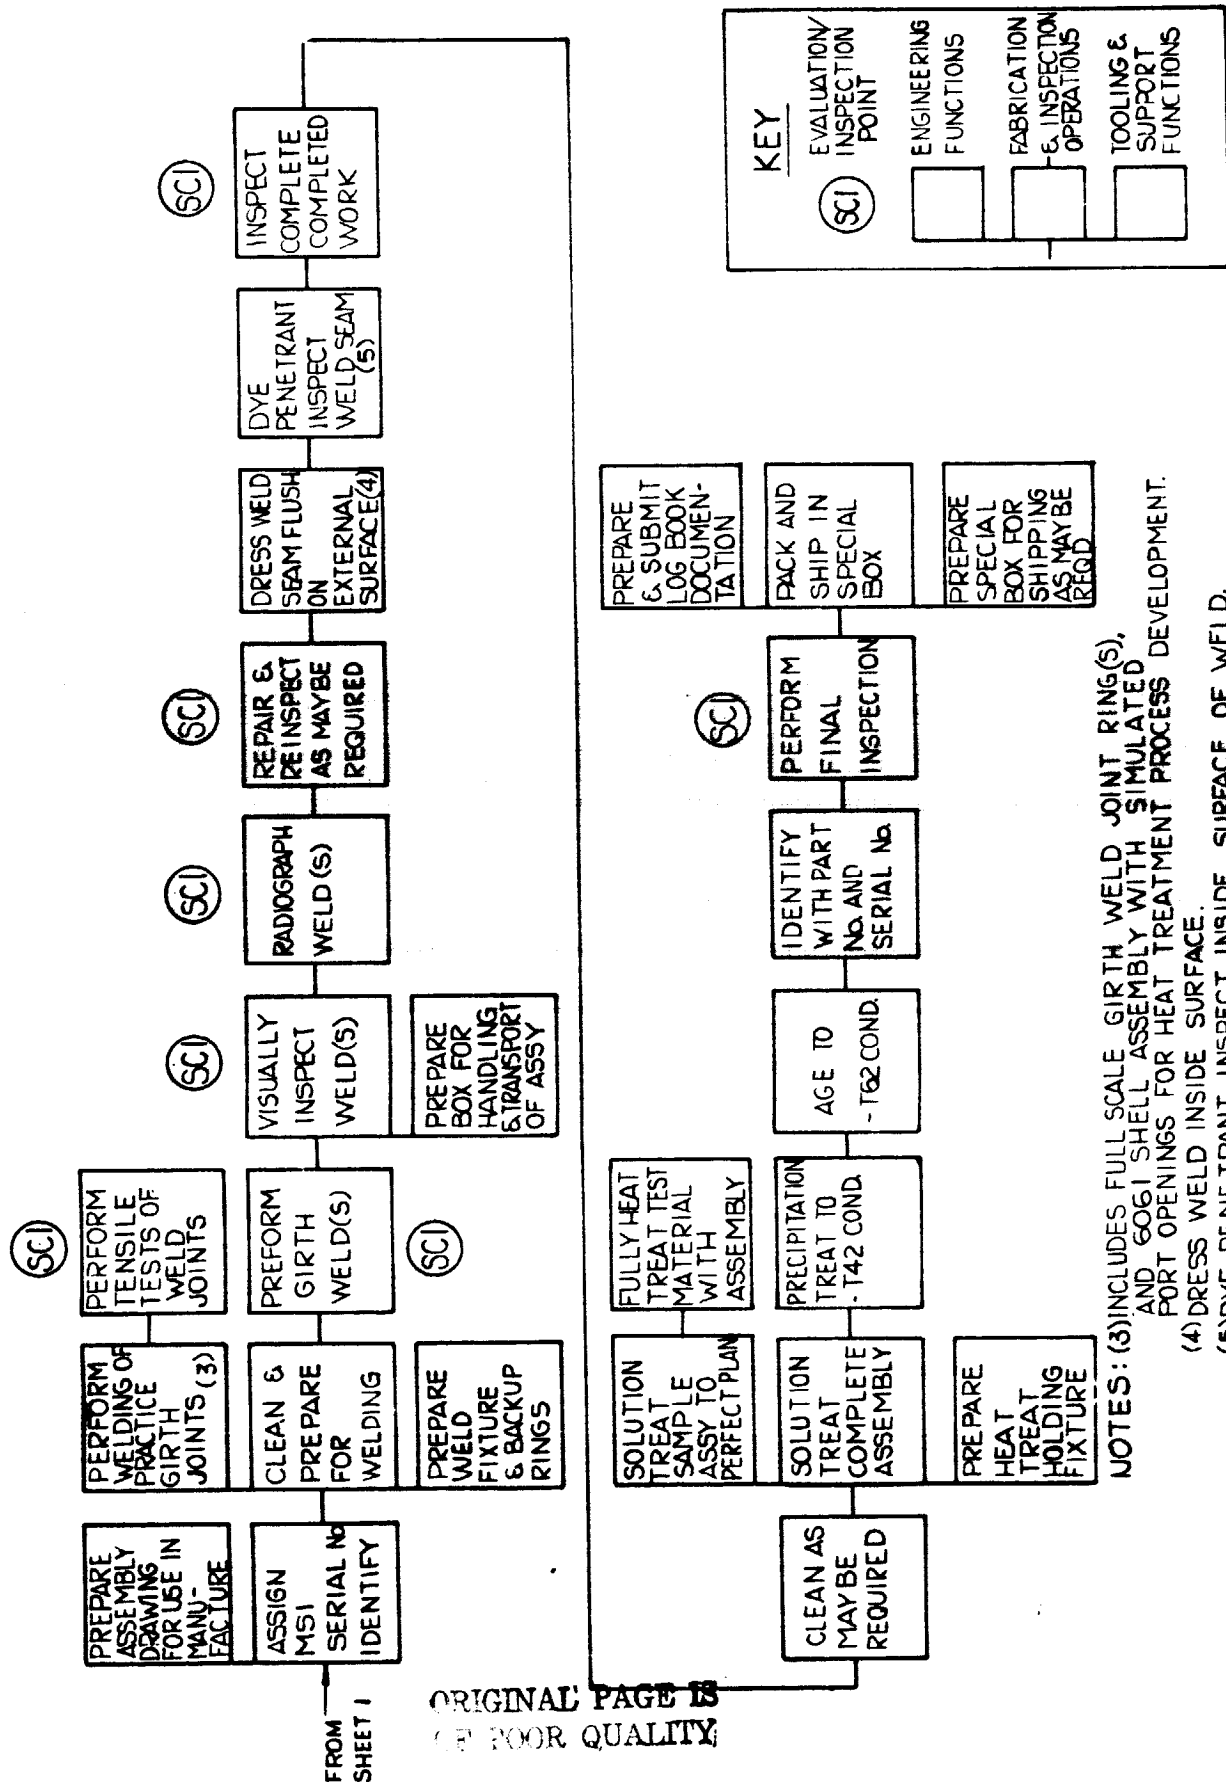 FROM
SHEET 1
PREPARE
ASSEMBLY
DRAWING
FOR USE IN
MANU-
FACTURE
ASSIGN
MSI
SERIAL No
IDENTIFY
PERFORM
WELDING OF
PRACTICE
GIRTH
JOINTS (3)
CLEAN &
PREPARE
FOR
WELDING
PREPARE
WELD
FIXTURE
& BACKUP
RINGS
SCI
PERFORM
TENSILE
TESTS OF
WELD
JOINTS
PREFORM
GIRTH
WELD(S)
SCI
SCI
VISUALLY
INSPECT
WELD(S)
PREPARE
BOX FOR
HANDLING
& TRANSPORT
OF ASSY
SCI
RADIOGRAPH
WELD(S)
SCI
REPAIR &
REINSPECT
AS MAYBE
REQUIRED
DRESS WELD
SEAM FLUSH
ON
EXTERNAL
SURFACE(4)
DYE
PENETRANT
INSPECT
WELD SEAM
(5)
SCI
INSPECT
COMPLETE
COMPLETED
WORK
CLEAN AS
MAYBE
REQUIRED
SOLUTION
TREAT
SAMPLE
ASSY TO
PERFECT PLAN
SOLUTION
TREAT
COMPLETE
ASSEMBLY
PREPARE
HEAT
TREAT
HOLDING
FIXTURE
FULLY HEAT
TREAT TEST
MATERIAL
WITH
ASSEMBLY
PRECIPITATION
TREAT TO
-T42 COND.
AGE TO
-T62 COND.
IDENTIFY
WITH PART
No. AND
SERIAL No.
SCI
PERFORM
FINAL
INSPECTION
PREPARE
& SUBMIT
LOG BOOK
DOCUMEN-
TATION
PACK AND
SHIP IN
SPECIAL
BOX
PREPARE
SPECIAL
BOX FOR
SHIPPING
AS MAYBE
REQD
KEY
SCI
EVALUATION/
INSPECTION
POINT
ENGINEERING
FUNCTIONS
FABRICATION
& INSPECTION
OPERATIONS
TOOLING &
SUPPORT
FUNCTIONS
NOTES: (3) INCLUDES FULL SCALE GIRTH WELD JOINT RING(S),
AND 6061 SHELL ASSEMBLY WITH SIMULATED
PORT OPENINGS FOR HEAT TREATMENT PROCESS DEVELOPMENT.
(4) DRESS WELD INSIDE SURFACE.
(5) DYE PENETRANT INSPECT INSIDE SURFACE OF WELD.
ORIGINAL PAGE IS
OF POOR QUALITY